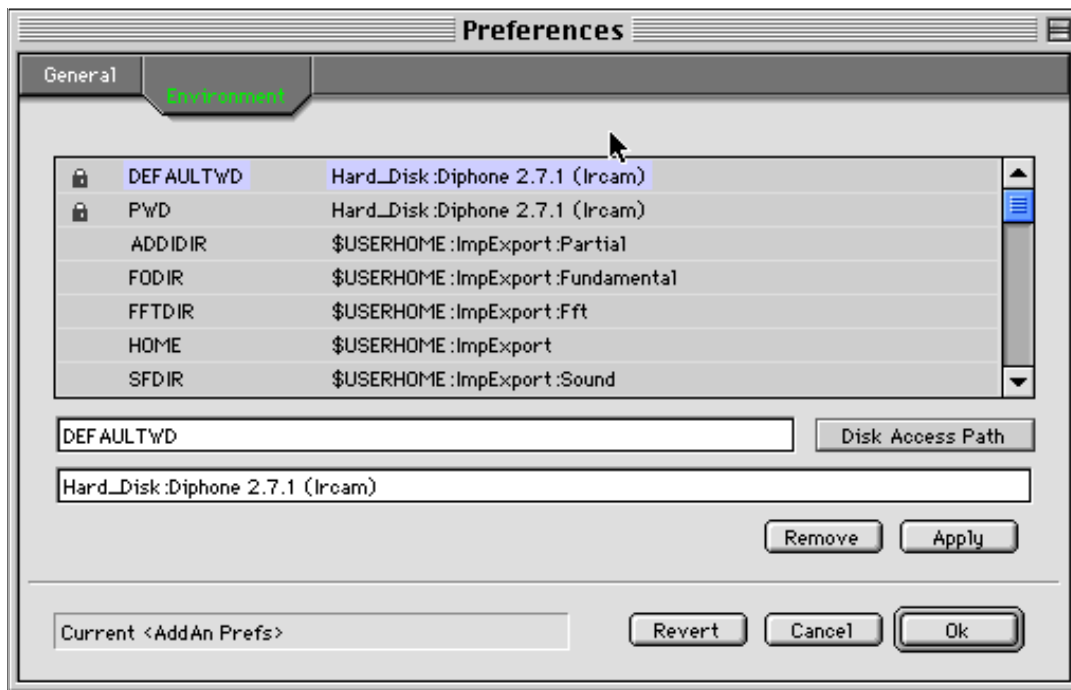 Preferences
General
Environment
DEFAULTWD Hard_Disk:Diphone 2.7.1 (Ircam)
PWD Hard_Disk:Diphone 2.7.1 (Ircam)
ADDIDIR $USERHOME:ImpExport:Partial
FODIR $USERHOME:ImpExport:Fundamental
FFTDIR $USERHOME:ImpExport:Fft
HOME $USERHOME:ImpExport
SFDIR $USERHOME:ImpExport:Sound
DEFAULTWD Disk Access Path
Hard_Disk:Diphone 2.7.1 (Ircam)
Remove Apply
Current <AddAn Prefs> Revert Cancel Ok